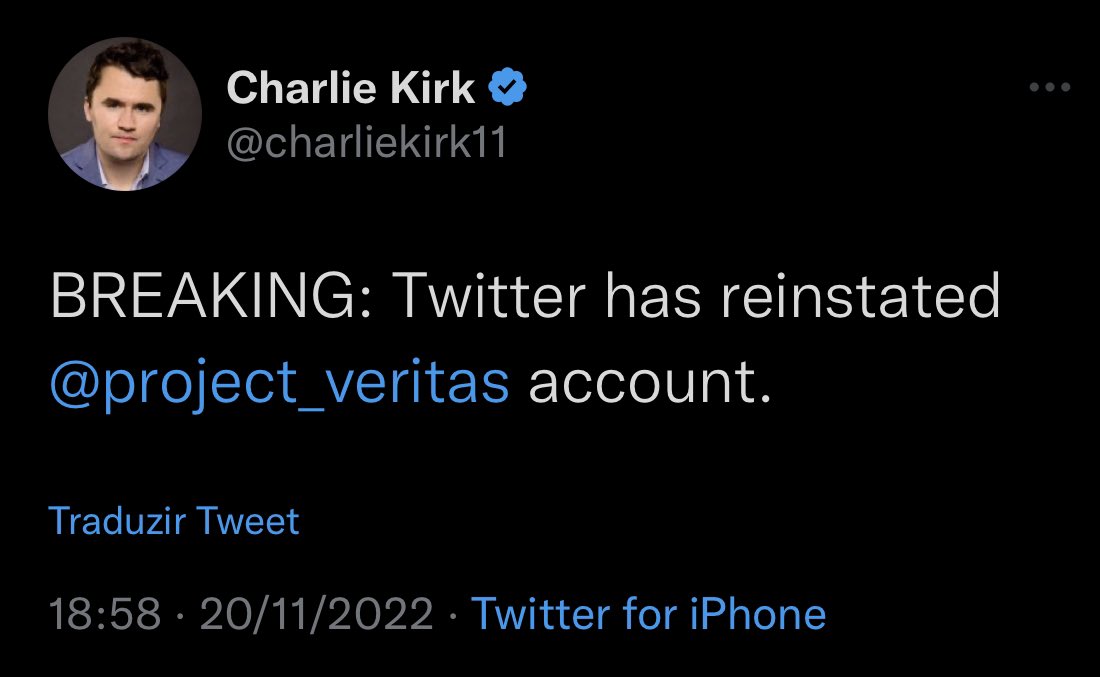 Charlie Kirk
@charliekirk11
BREAKING: Twitter has reinstated
@project_veritas account.
Traduzir Tweet
18:58 · 20/11/2022 · Twitter for iPhone